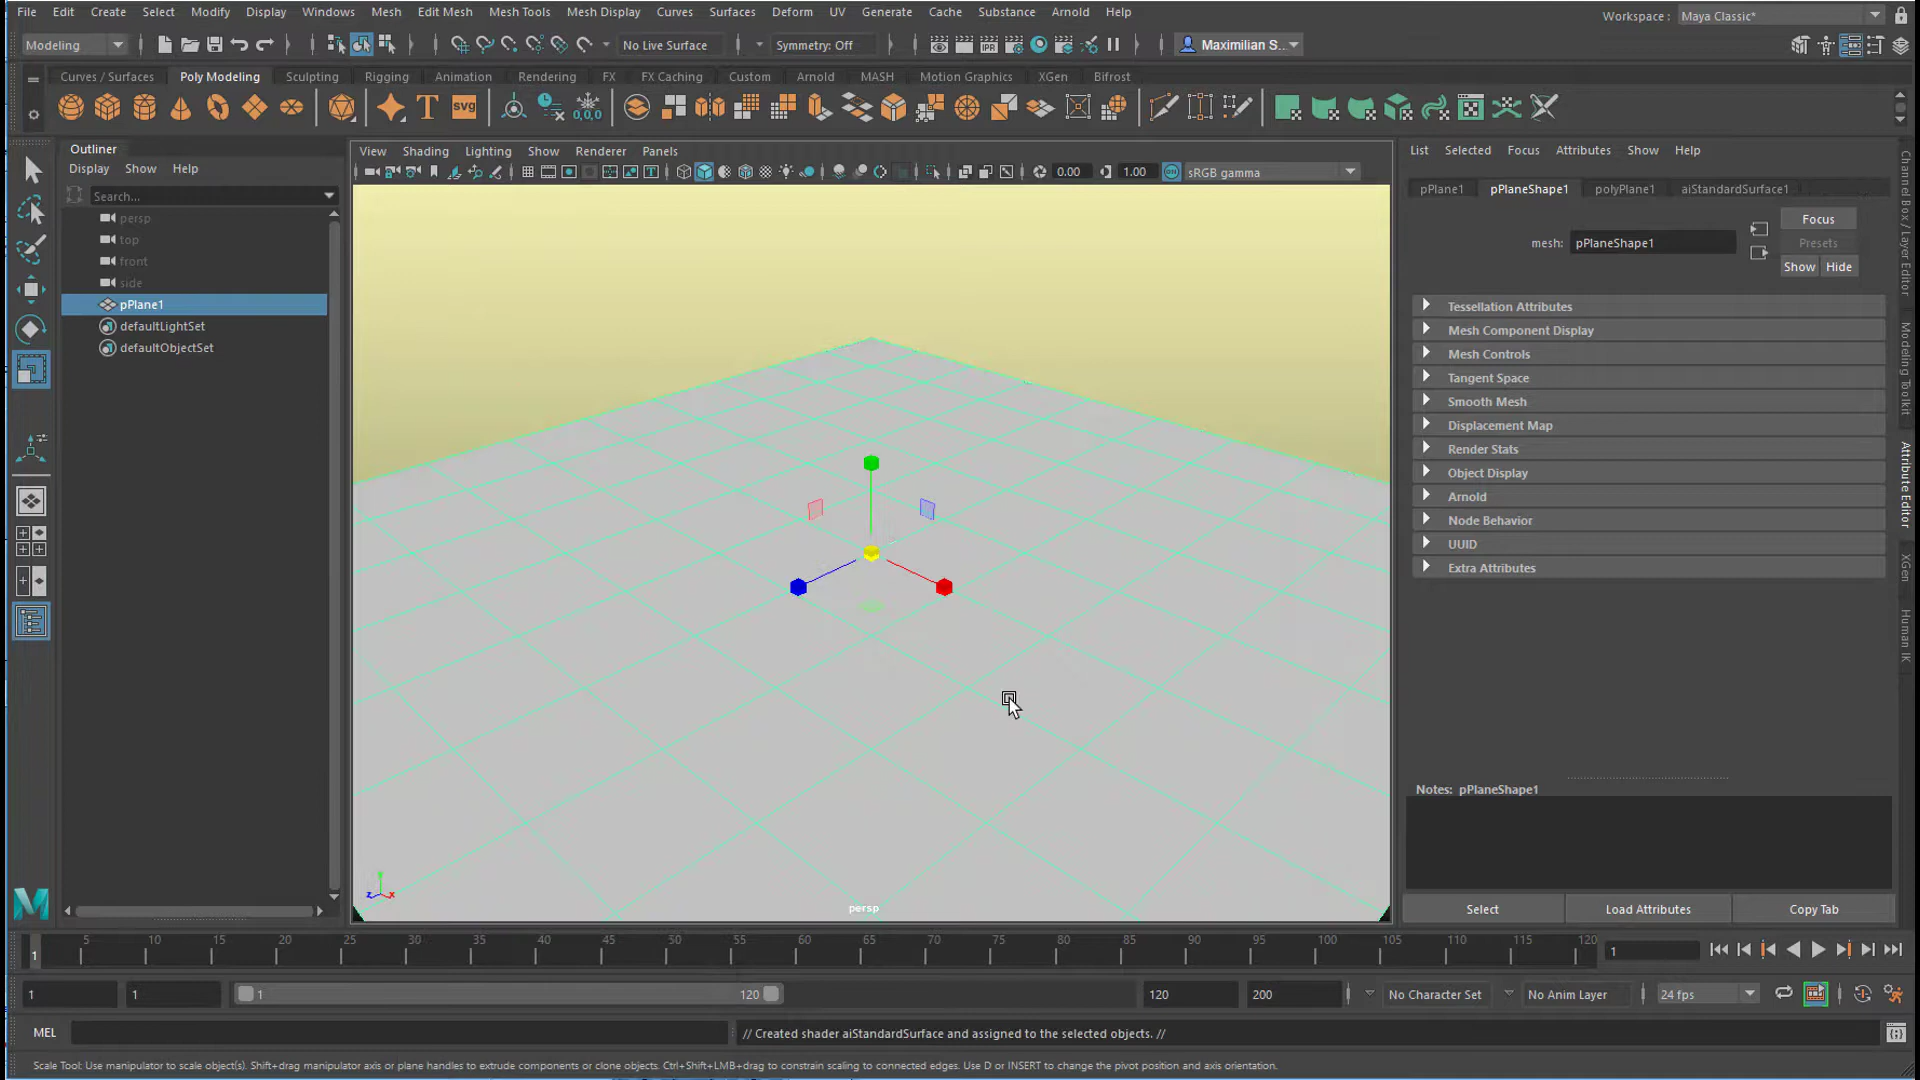 File Edit Create Select Modify Display Windows Mesh Edit Mesh Mesh Tools Mesh Display Curves Surfaces Deform UV Generate Cache Substance Arnold Help
Workspace : Maya Classic*
Modeling No Live Surface Symmetry: Off Maximilian S..
Curves / Surfaces Poly Modeling Sculpting Rigging Animation Rendering FX FX Caching Custom Arnold MASH Motion Graphics XGen Bifrost
T svg 0,0,0
Outliner
Display Show Help
Search...
persp
top
front
side
pPlane1
defaultLightSet
defaultObjectSet
View Shading Lighting Show Renderer Panels
0.00 1.00 sRGB gamma
persp
z x
List Selected Focus Attributes Show Help
pPlane1 pPlaneShape1 polyPlane1 aiStandardSurface1
mesh: pPlaneShape1
Focus
Presets
Show Hide
Tessellation Attributes
Mesh Component Display
Mesh Controls
Tangent Space
Smooth Mesh
Displacement Map
Render Stats
Object Display
Arnold
Node Behavior
UUID
Extra Attributes
Notes: pPlaneShape1
Select Load Attributes Copy Tab
Channel Box / Layer Editor
Modeling Toolkit
Attribute Editor
XGen
Human IK
1 5 10 15 20 25 30 35 40 45 50 55 60 65 70 75 80 85 90 95 100 105 110 115 120 1
1 1 1 120 120 200 No Character Set No Anim Layer 24 fps
MEL // Created shader aiStandardSurface and assigned to the selected objects. //
Scale Tool: Use manipulator to scale object(s). Shift+drag manipulator axis or plane handles to extrude components or clone objects. Ctrl+Shift+LMB+drag to constrain scaling to connected edges. Use D or INSERT to change the pivot position and axis orientation.